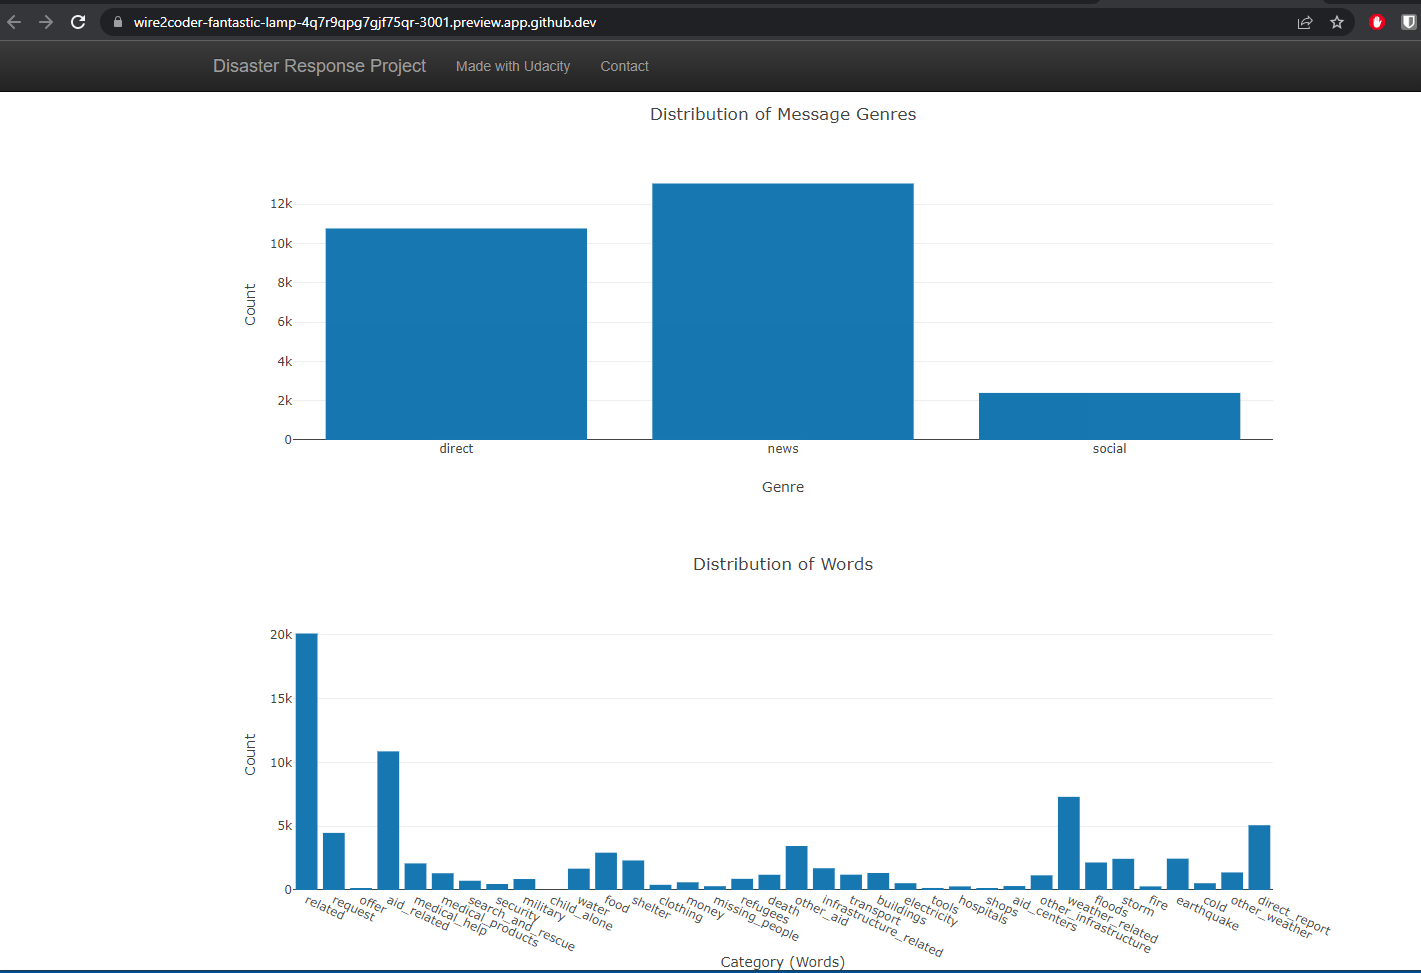 wire2coder-fantastic-lamp-4q7r9qpg7gjf75qr-3001.preview.app.github.dev
Disaster Response Project Made with Udacity Contact
Distribution of Message Genres
12k
10k
8k
6k
4k
2k
0
Count
direct news social
Genre
Distribution of Words
20k
15k
10k
5k
0
Count
related
request
offer
aid_related
medical_help
medical_products
search_and_rescue
security
military
child_alone
water
food
shelter
clothing
money
missing_people
refugees
death
other_aid
infrastructure_related
transport
buildings
electricity
tools
hospitals
shops
aid_centers
other_infrastructure
weather_related
floods
storm
fire
earthquake
cold
other_weather
direct_report
Category (Words)